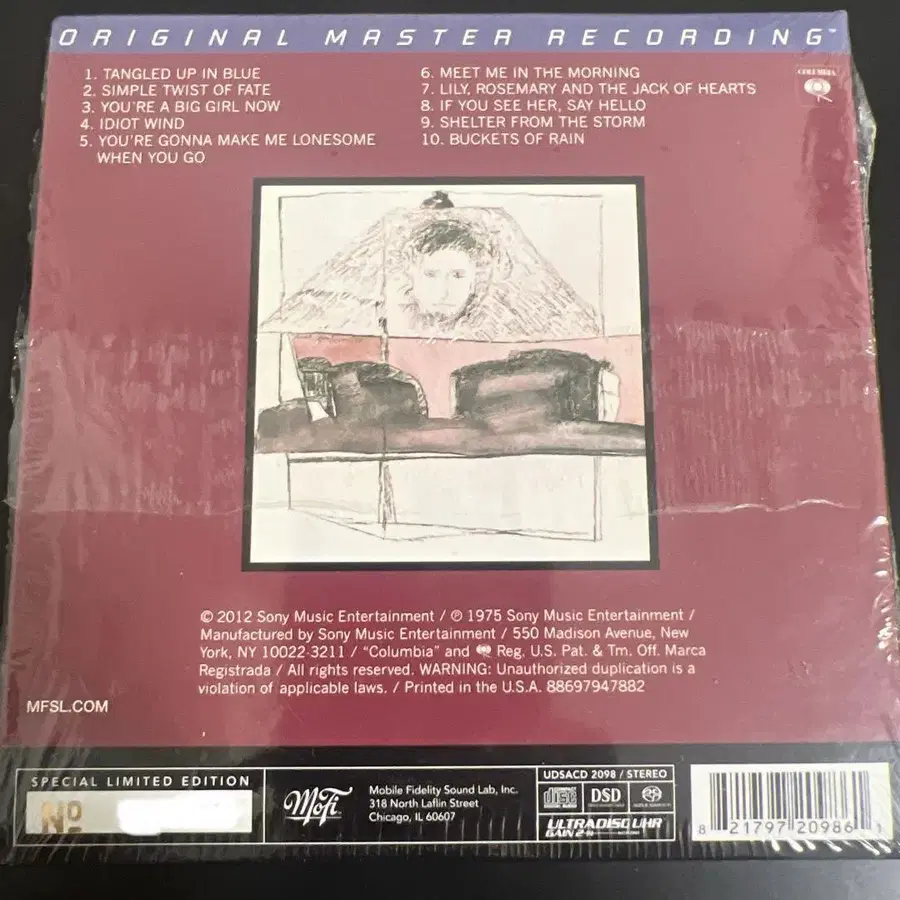 ORIGINAL MASTER RECORDING™
1. TANGLED UP IN BLUE
2. SIMPLE TWIST OF FATE
3. YOU'RE A BIG GIRL NOW
4. IDIOT WIND
5. YOU'RE GONNA MAKE ME LONESOME
WHEN YOU GO
6. MEET ME IN THE MORNING
7. LILY, ROSEMARY AND THE JACK OF HEARTS
8. IF YOU SEE HER, SAY HELLO
9. SHELTER FROM THE STORM
10. BUCKETS OF RAIN
COLUMBIA
© 2012 Sony Music Entertainment / ℗ 1975 Sony Music Entertainment /
Manufactured by Sony Music Entertainment / 550 Madison Avenue, New
York, NY 10022-3211 / "Columbia" and Reg. U.S. Pat. & Tm. Off. Marca
Registrada / All rights reserved. WARNING: Unauthorized duplication is a
violation of applicable laws. / Printed in the U.S.A. 88697947882
MFSL.COM
SPECIAL LIMITED EDITION
Nº
MoFi
Mobile Fidelity Sound Lab, Inc.
318 North Laflin Street
Chicago, IL 60607
UDSACD 2098 / STEREO
disc
DIGITAL AUDIO
DSD
ULTRADISC UHR
GAIN 2
8 21797 20986 1